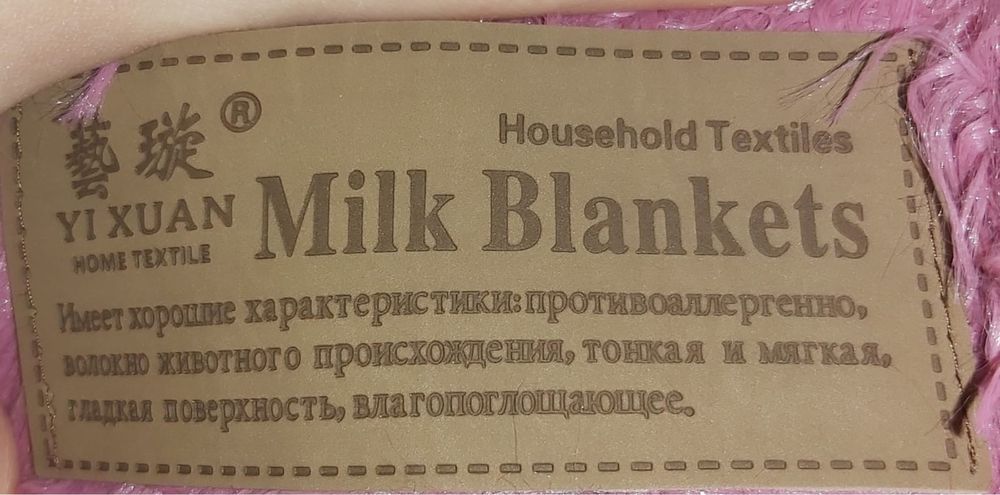 藝璇®
YI XUAN
HOME TEXTILE
Household Textiles
Milk Blankets
Имеет хорошие характеристики:противоаллергенно,
волокно животного происхождения, тонкая и мягкая,
гладкая поверхность, влагопоглощающее.